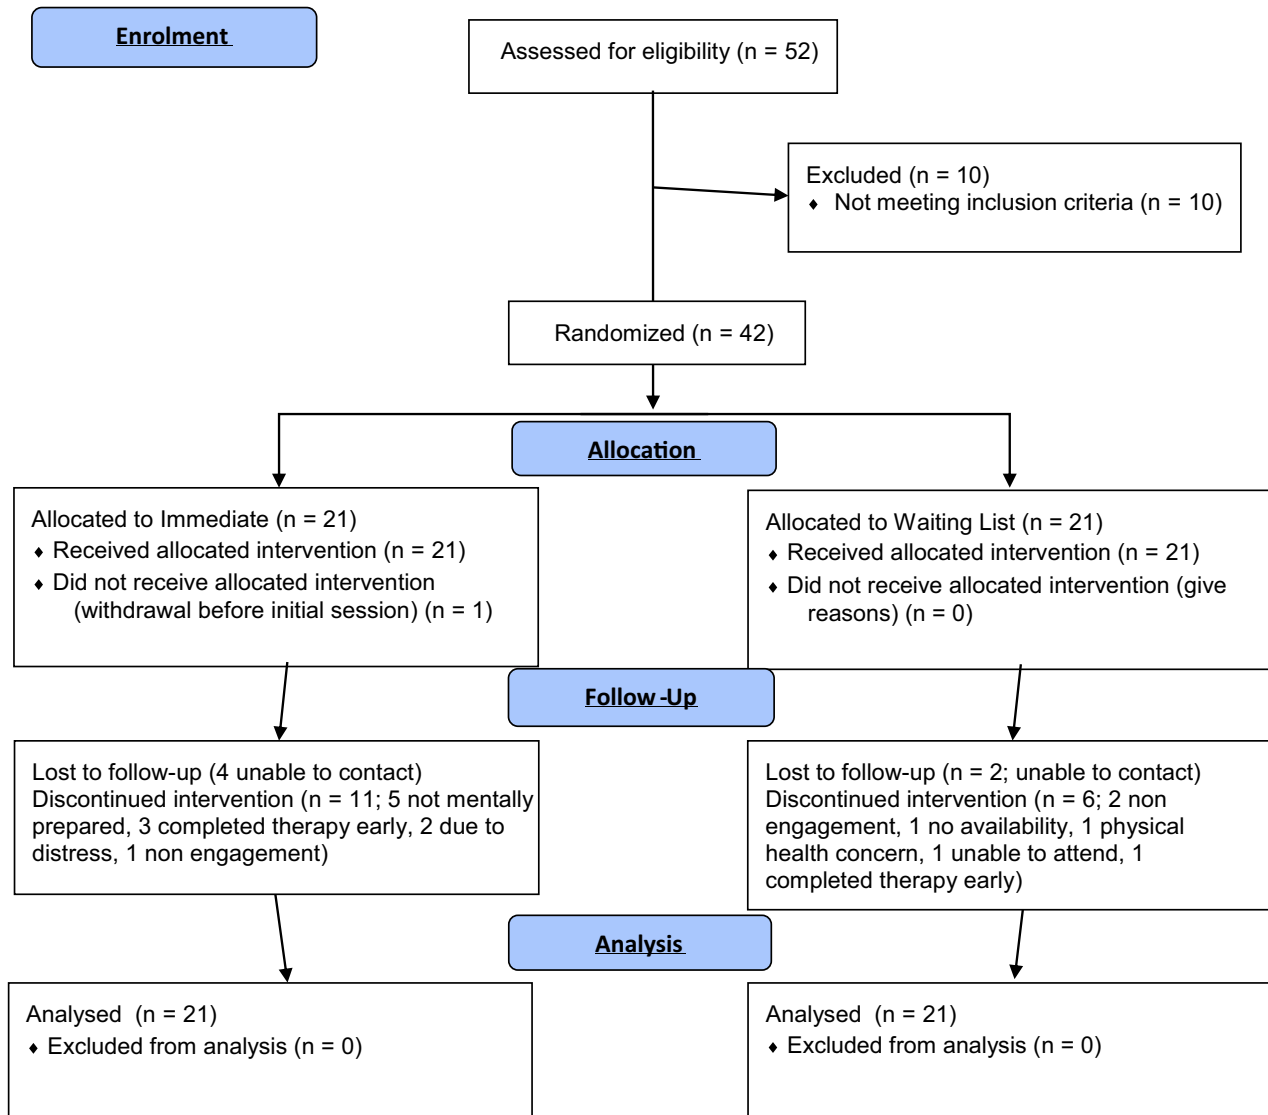 Enrolment
Assessed for eligibility (n = 52)
Excluded (n = 10)
♦ Not meeting inclusion criteria (n = 10)
Randomized (n = 42)
Allocation
Allocated to Immediate (n = 21)
♦ Received allocated intervention (n = 21)
♦ Did not receive allocated intervention
(withdrawal before initial session) (n = 1)
Allocated to Waiting List (n = 21)
♦ Received allocated intervention (n = 21)
♦ Did not receive allocated intervention (give
reasons) (n = 0)
Follow-Up
Lost to follow-up (4 unable to contact)
Discontinued intervention (n = 11; 5 not mentally
prepared, 3 completed therapy early, 2 due to
distress, 1 non engagement)
Lost to follow-up (n = 2; unable to contact)
Discontinued intervention (n = 6; 2 non
engagement, 1 no availability, 1 physical
health concern, 1 unable to attend, 1
completed therapy early)
Analysis
Analysed (n = 21)
♦ Excluded from analysis (n = 0)
Analysed (n = 21)
♦ Excluded from analysis (n = 0)